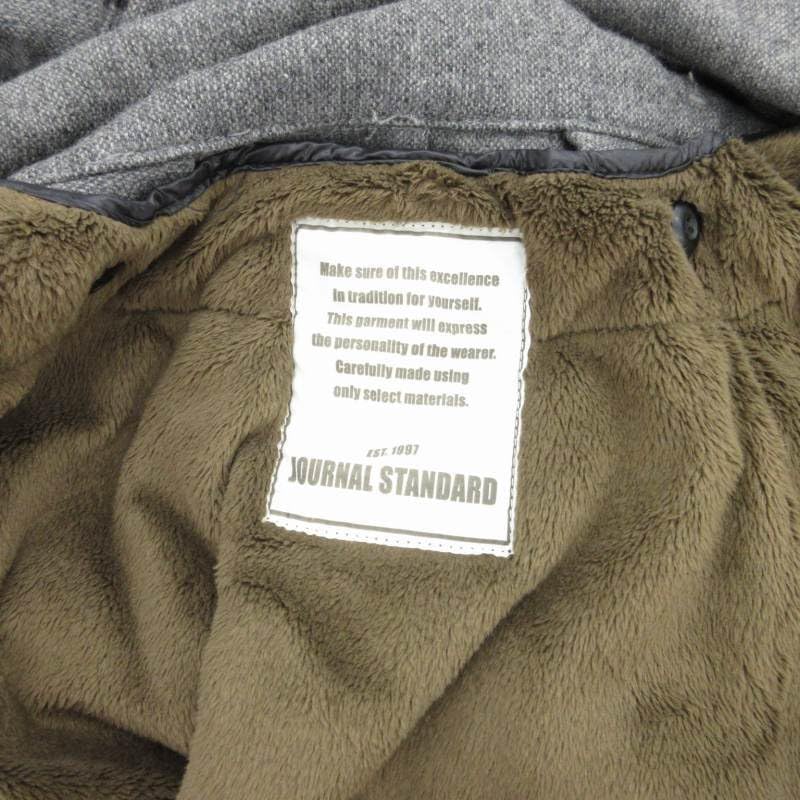 Make sure of this excellence
in tradition for yourself.
This garment will express
the personality of the wearer.
Carefully made using
only select materials.
EST. 1997
JOURNAL STANDARD